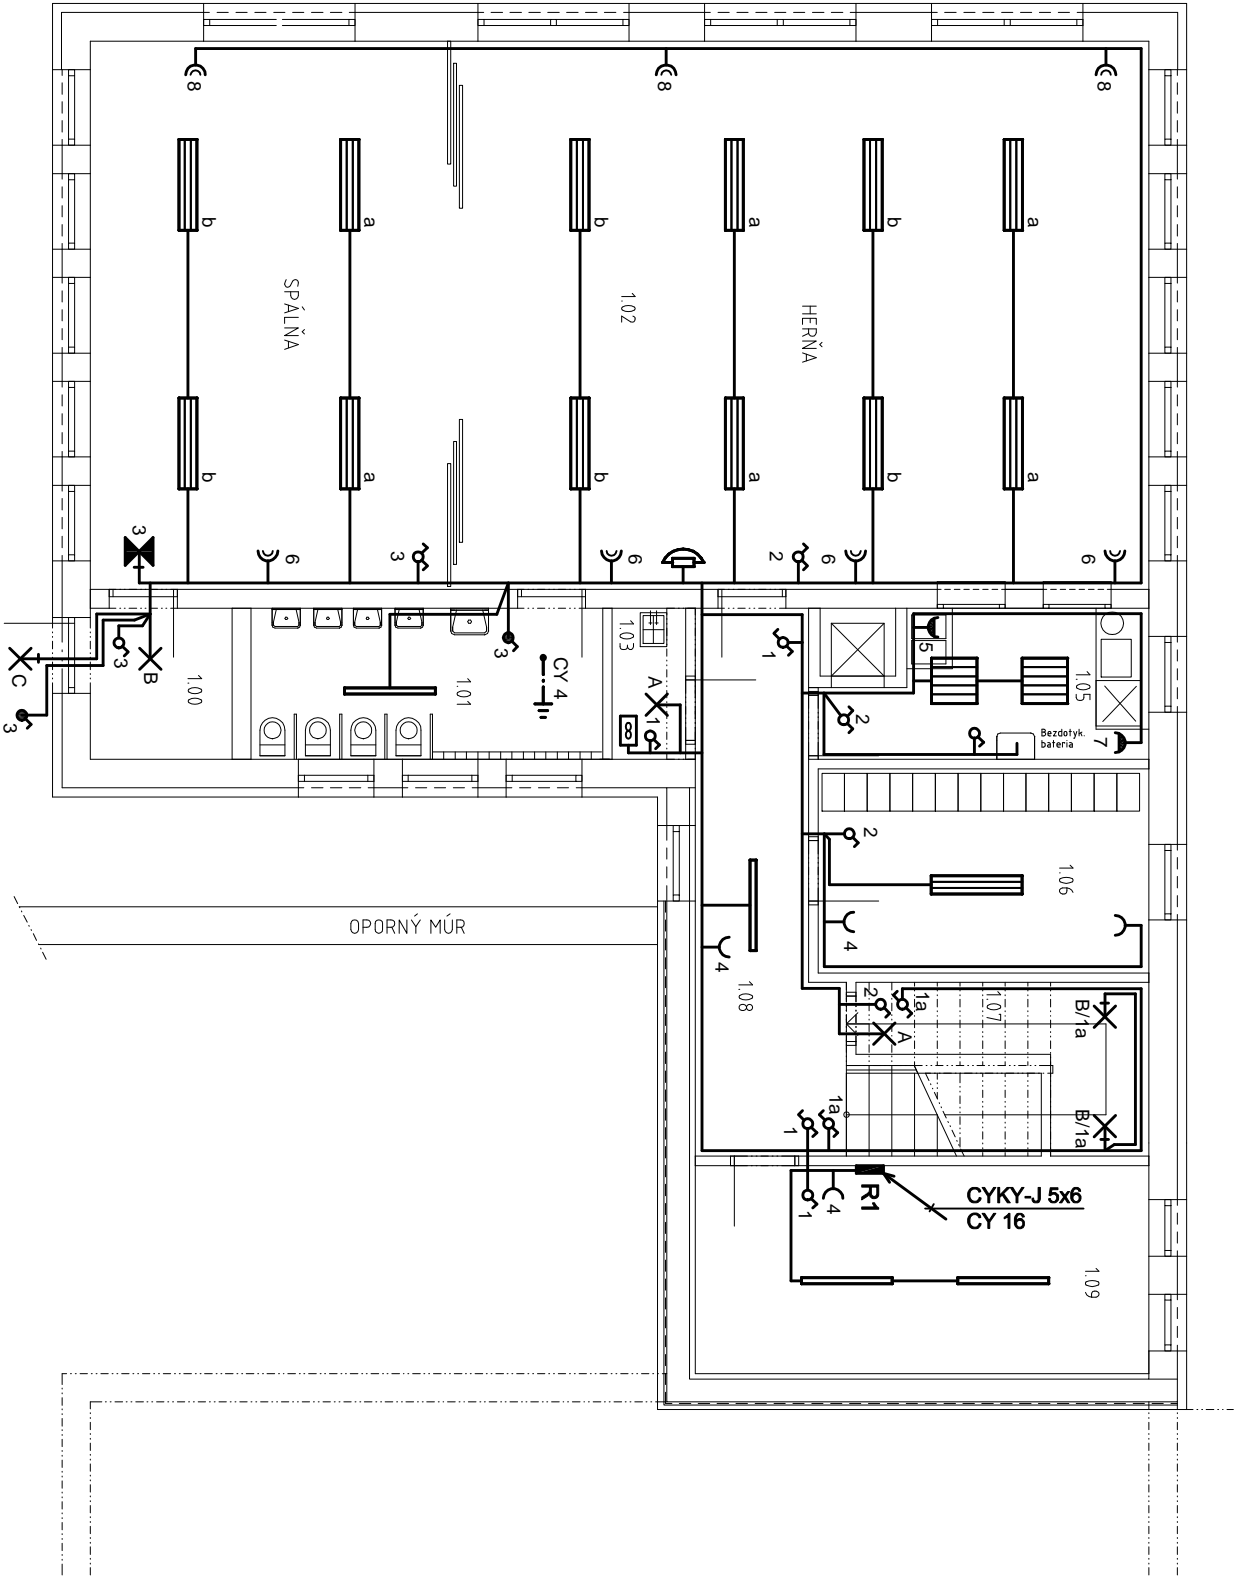 8
8
8
b
a
b
a
b
a
SPÁLŇA
1.02
HERŇA
b
a
b
a
b
a
3
6
3
6
2
6
6
C
3
3
B
1.00
1.01
3
CY 4
1.03
A
1
1
2
5
1.05
Bezdotyk.
bateria
7
2
1.06
4
OPORNÝ MÚR
4
1.08
2
1a
1.07
A
B/1a
1a
1
B/1a
1
4
R1
CYKY-J 5x6
CY 16
1.09